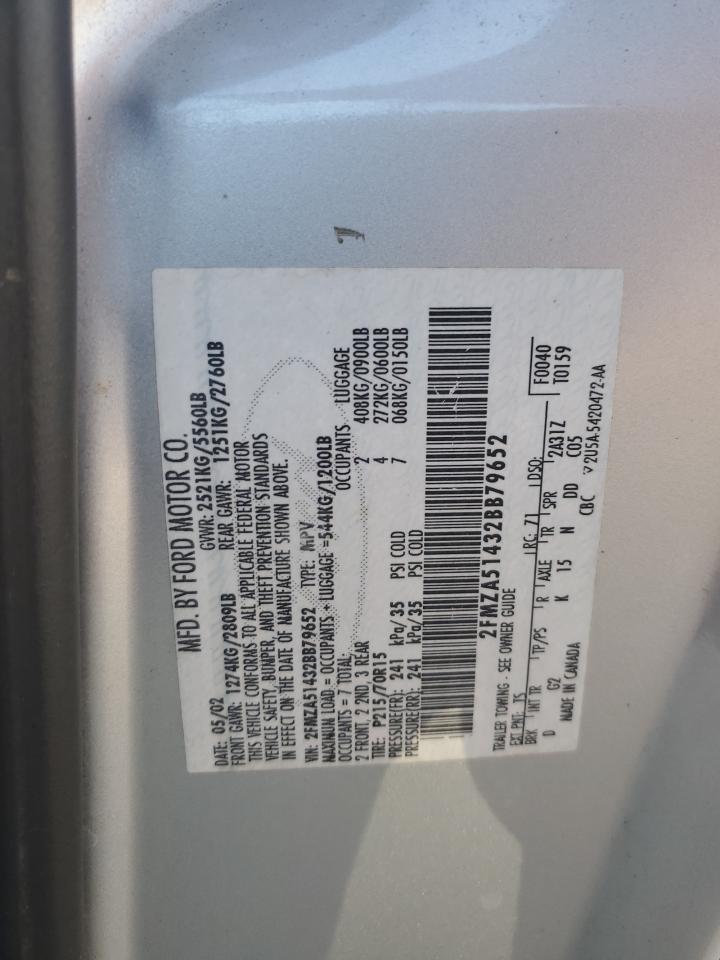 MFD. BY FORD MOTOR CO.
DATE: 05/02 GVWR: 2521KG/5560LB
FRONT GAWR: 1274KG/2809LB REAR GAWR: 1251KG/2760LB
THIS VEHICLE CONFORMS TO ALL APPLICABLE FEDERAL MOTOR
VEHICLE SAFETY, BUMPER, AND THEFT PREVENTION STANDARDS
IN EFFECT ON THE DATE OF MANUFACTURE SHOWN ABOVE.
VIN: 2FMZA51432BB79652 TYPE: MPV
MAXIMUM LOAD = OCCUPANTS + LUGGAGE =544KG/1200LB
OCCUPANTS = 7 TOTAL: OCCUPANTS LUGGAGE
2 FRONT, 2 2ND, 3 REAR 2 408KG/0900LB
TIRE: P215/70R15 4 272KG/0600LB
PRESSURE(FR): 241 kPa/35 PSI COLD 7 068KG/0150LB
PRESSURE(RR): 241 kPa/35 PSI COLD
2FMZA51432BB79652
TRAILER TOWING - SEE OWNER GUIDE
EXT PNT: TS RC: 71 DSO: F0040
BRK INT TR TP/PS R AXLE TR SPR 2A31Z T0159
D G2 K 15 N DD C05
MADE IN CANADA CBC 2U5A-5420472-AA